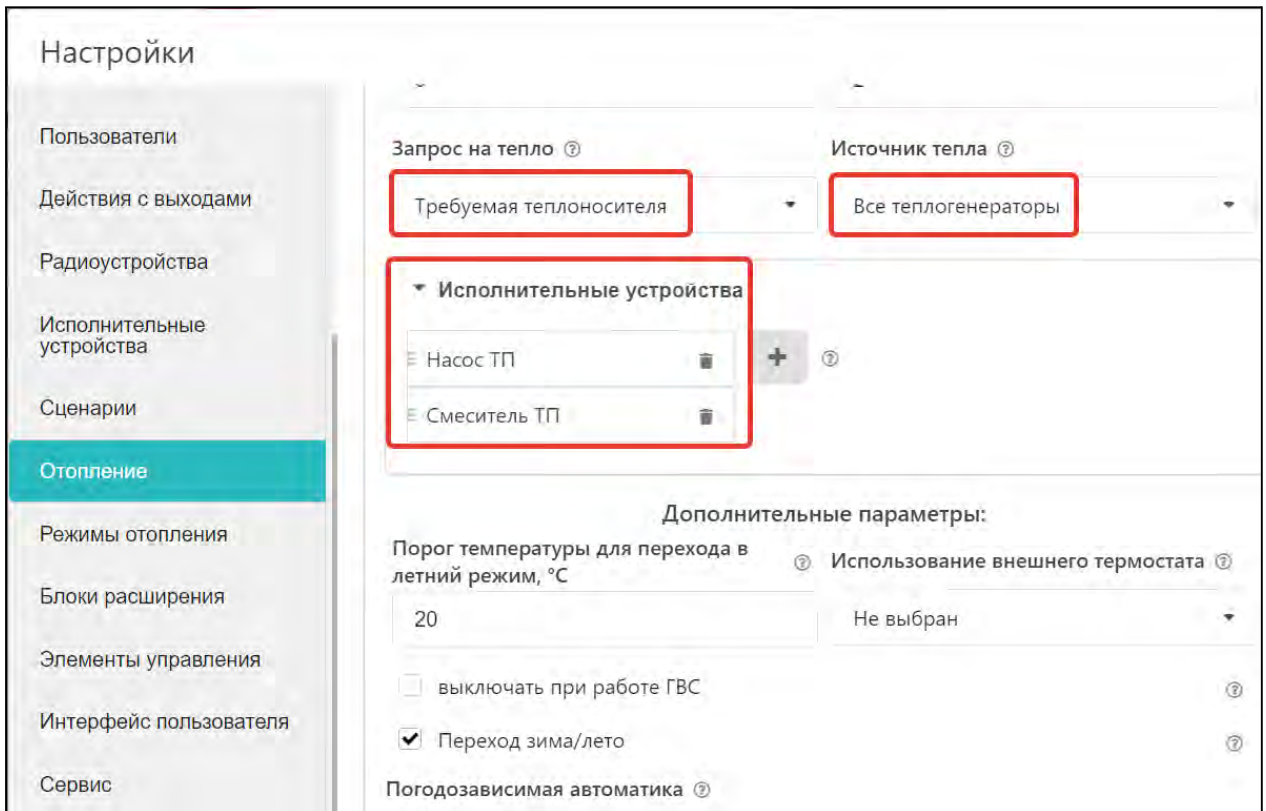 Настройки
Пользователи
Действия с выходами
Радиоустройства
Исполнительные
устройства
Сценарии
Отопление
Режимы отопления
Блоки расширения
Элементы управления
Интерфейс пользователя
Сервис
Запрос на тепло
Источник тепла
Требуемая теплоносителя
Все теплогенераторы
Исполнительные устройства
Насос ТП
Смеситель ТП
Дополнительные параметры:
Порог температуры для перехода в
летний режим, °C
Использование внешнего термостата
20
Не выбран
выключать при работе ГВС
Переход зима/лето
Погодозависимая автоматика